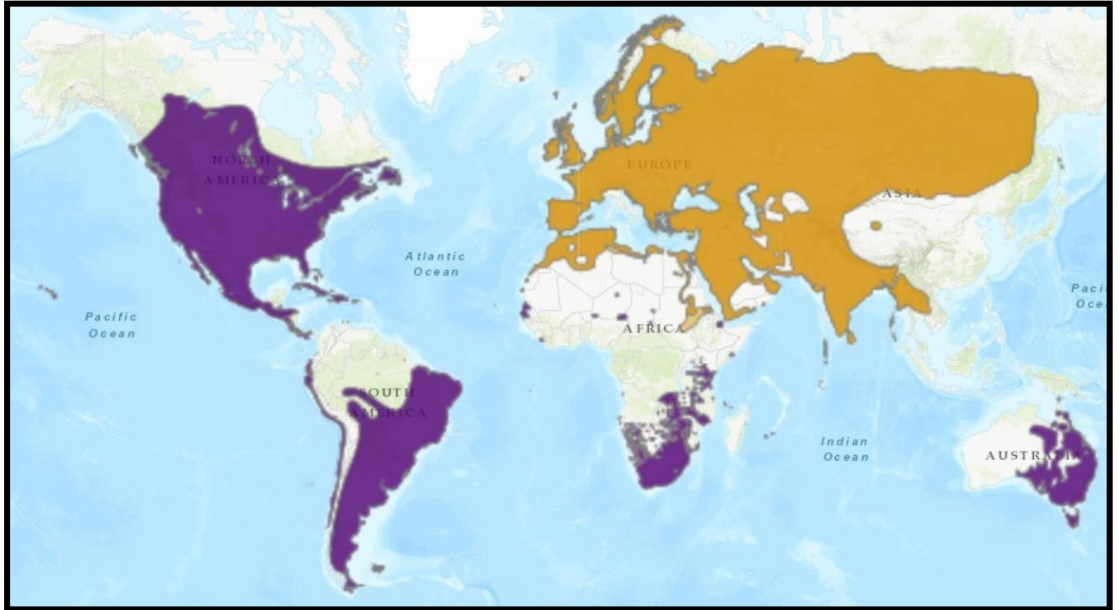 NORTH
AMERICA
EUROPE
ASIA
Atlantic
Ocean
Pacific
Ocean
AFRICA
SOUTH
AMERICA
Indian
Ocean
AUSTRALIA